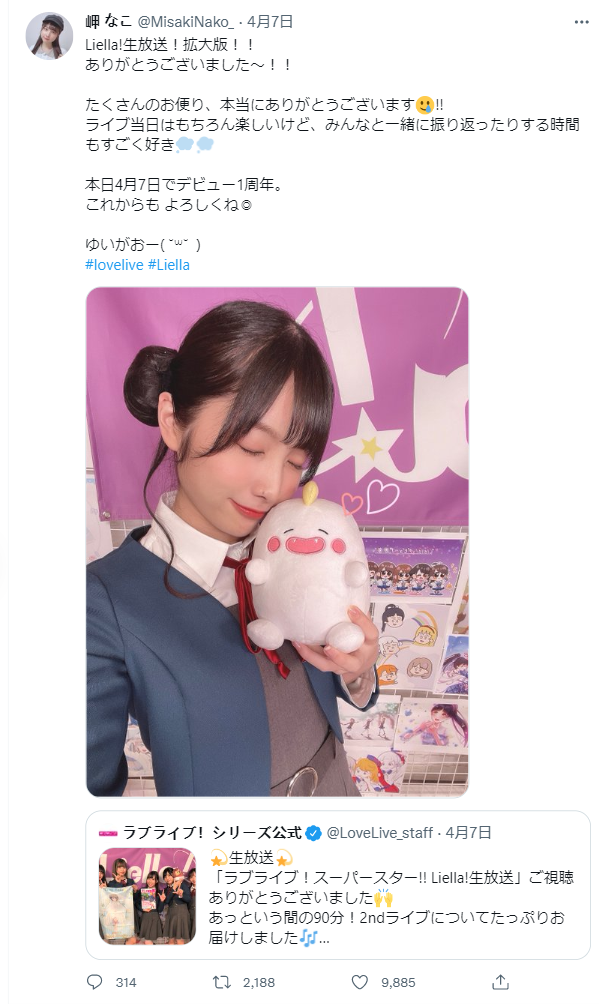 岬 なこ @MisakiNako_ · 4月7日
Liella!生放送！拡大版！！
ありがとうございました〜！！
たくさんのお便り、本当にありがとうございます🥲!!
ライブ当日はもちろん楽しいけど、みんなと一緒に振り返ったりする時間
もすごく好き💭💭
本日4月7日でデビュー1周年。
これからも よろしくね☺
ゆいがおー( ˘ω˘ )
#lovelive #Liella
ラブライブ！シリーズ公式 @LoveLive_staff · 4月7日
💫生放送💫
「ラブライブ！スーパースター!! Liella!生放送」ご視聴
ありがとうございました🙌
あっという間の90分！2ndライブについてたっぷりお
届けしました🎶...
314 2,188 9,885